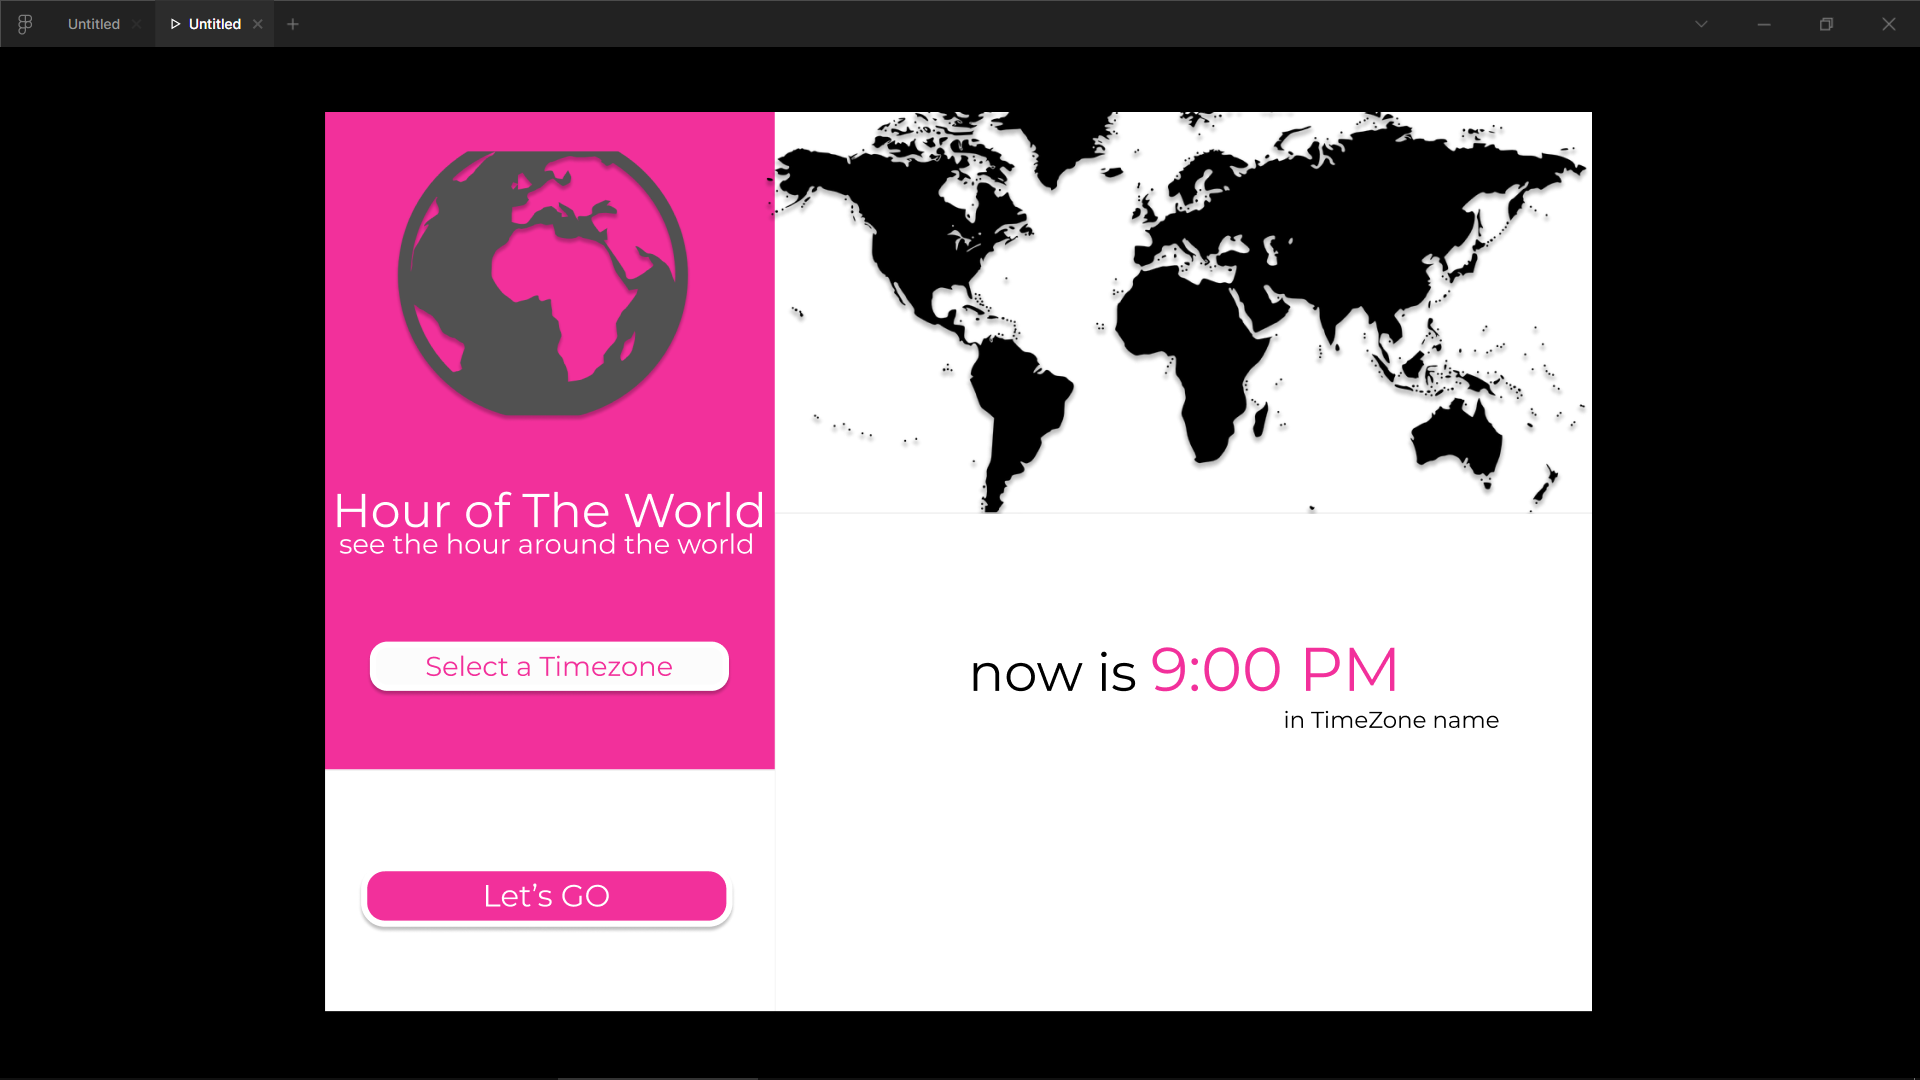 Untitled
Untitled
Hour of The World
see the hour around the world
Select a Timezone
Let’s GO
now is 9:00 PM
in TimeZone name